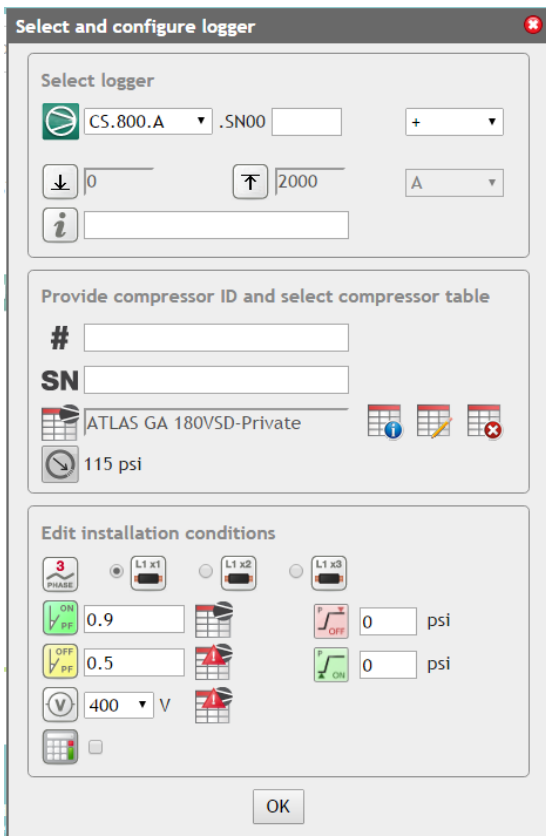 Select and configure logger
Select logger
CS.800.A .SN00 +
0 2000 A
i
Provide compressor ID and select compressor table
#
SN
ATLAS GA 180VSD-Private
115 psi
Edit installation conditions
3 PHASE L1 x1 L1 x2 L1 x3
ON PF 0.9 P OFF 0 psi
OFF PF 0.5 P ON 0 psi
V 400 V
OK